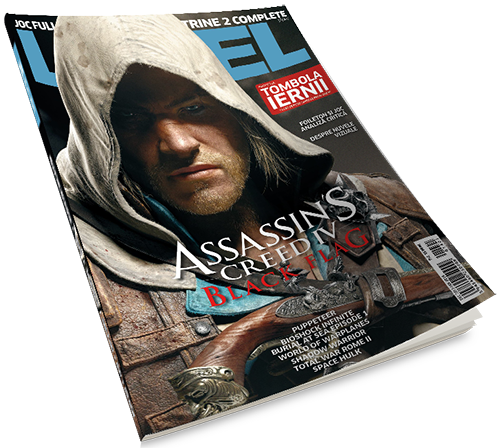 JOC FULL TRINE 2 COMPLETE
LEVEL
TOMBOLA
IERNII
FOILETON ȘI JOC
ANALIZA CRITICĂ
DESPRE NUVELE
VIZUALE
ASSASSIN'S
CREED IV
BLACK FLAG
PUPPETEER
BIOSHOCK INFINITE
BURIAL AT SEA EPISODE 1
WORLD OF WARPLANES
SHADOW WARRIOR
TOTAL WAR ROME II
SPACE HULK